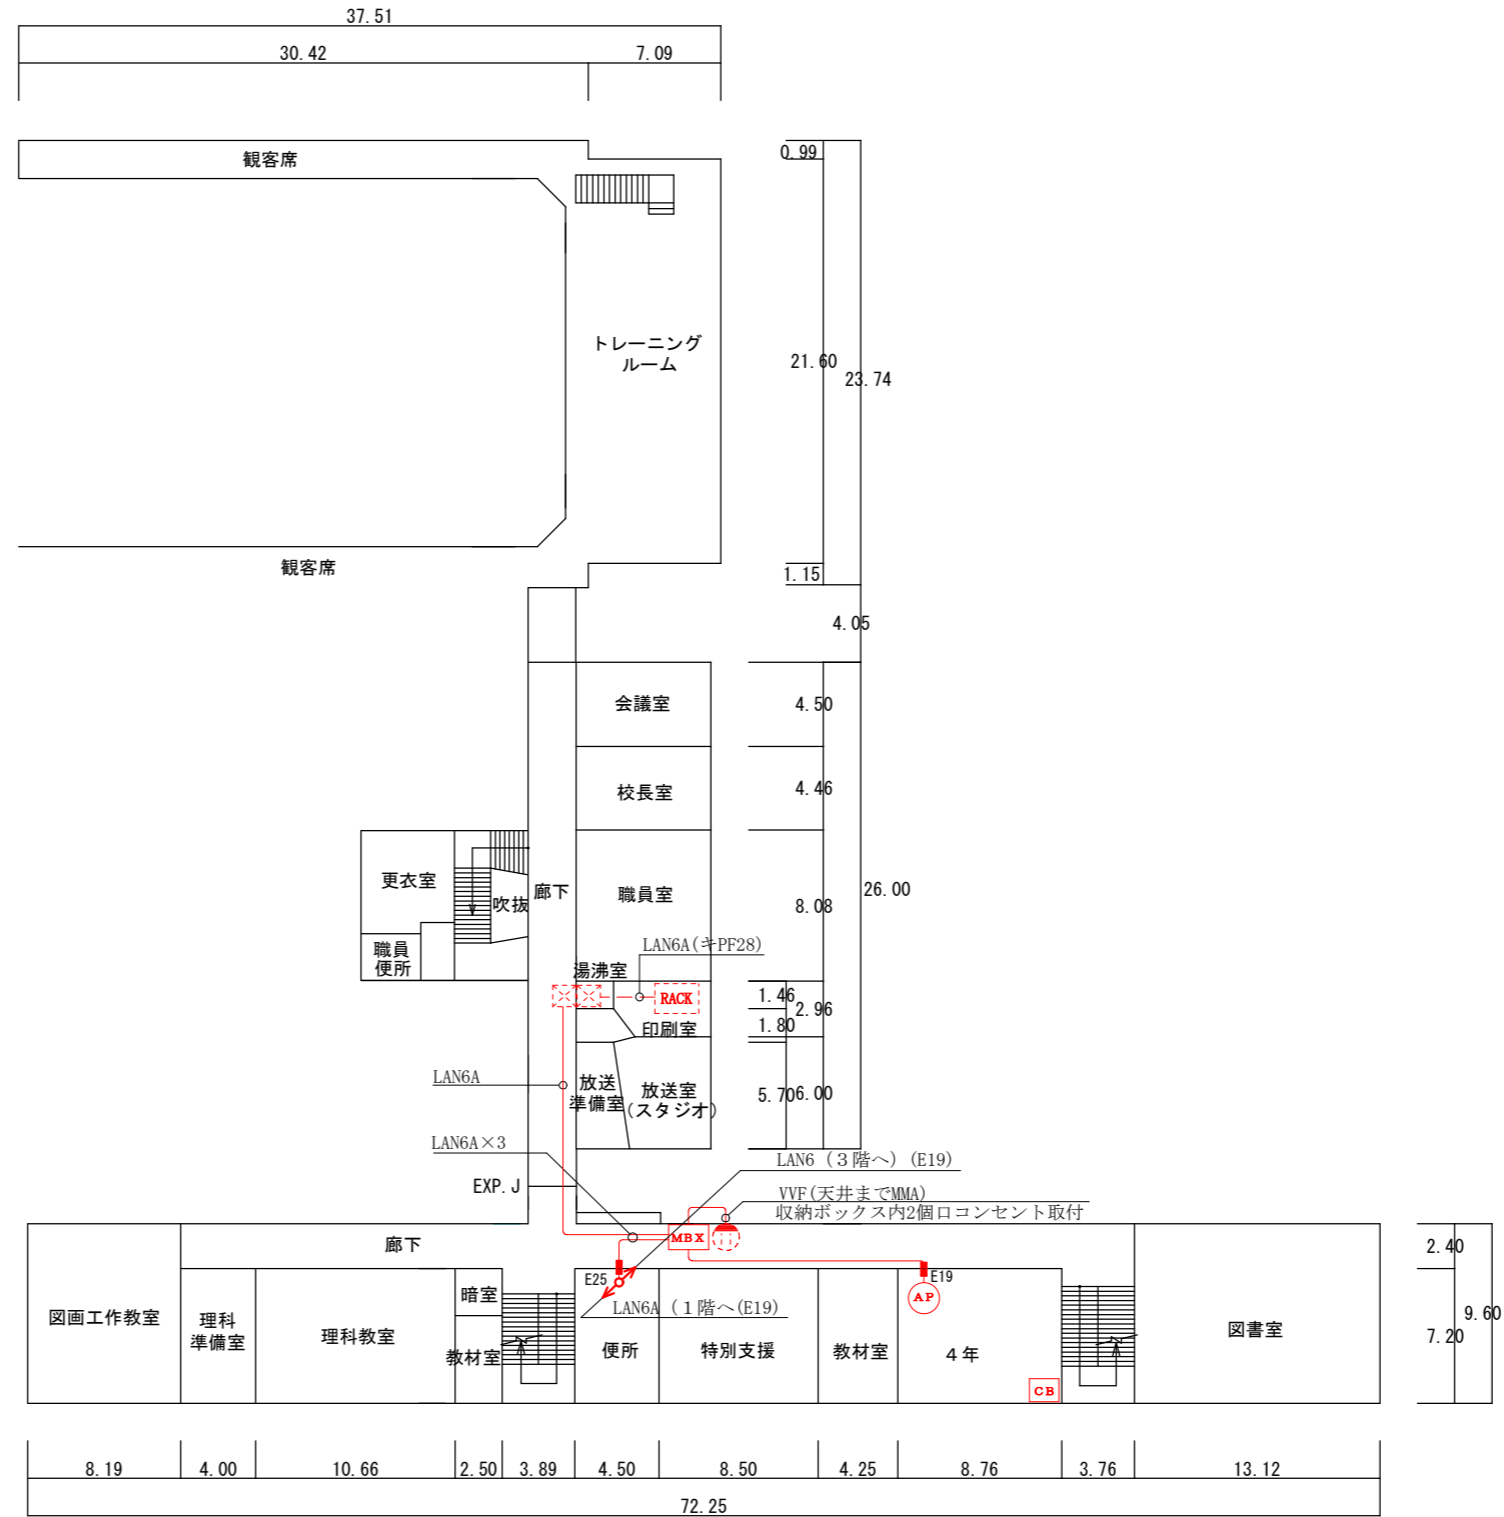 37.51
30.42
7.09
観客席
0.99
トレーニング
ルーム
21.60
23.74
観客席
1.15
4.05
会議室
4.50
校長室
4.46
更衣室
吹抜
廊下
職員室
8.08
26.00
職員
便所
LAN6A(キPF28)
湯沸室
RACK
1.46
2.96
印刷室
1.80
LAN6A
放送
準備室
放送室
(スタジオ)
5.70
6.00
LAN6A×3
LAN6（３階へ）(E19)
EXP.J
VVF(天井までMMA)
収納ボックス内2個口コンセント取付
MBX
廊下
2.40
E25
E19
AP
暗室
LAN6A（１階へ(E19)
図画工作教室
理科
準備室
理科教室
教材室
便所
特別支援
教材室
４年
図書室
7.20
9.60
CB
8.19
4.00
10.66
2.50
3.89
4.50
8.50
4.25
8.76
3.76
13.12
72.25